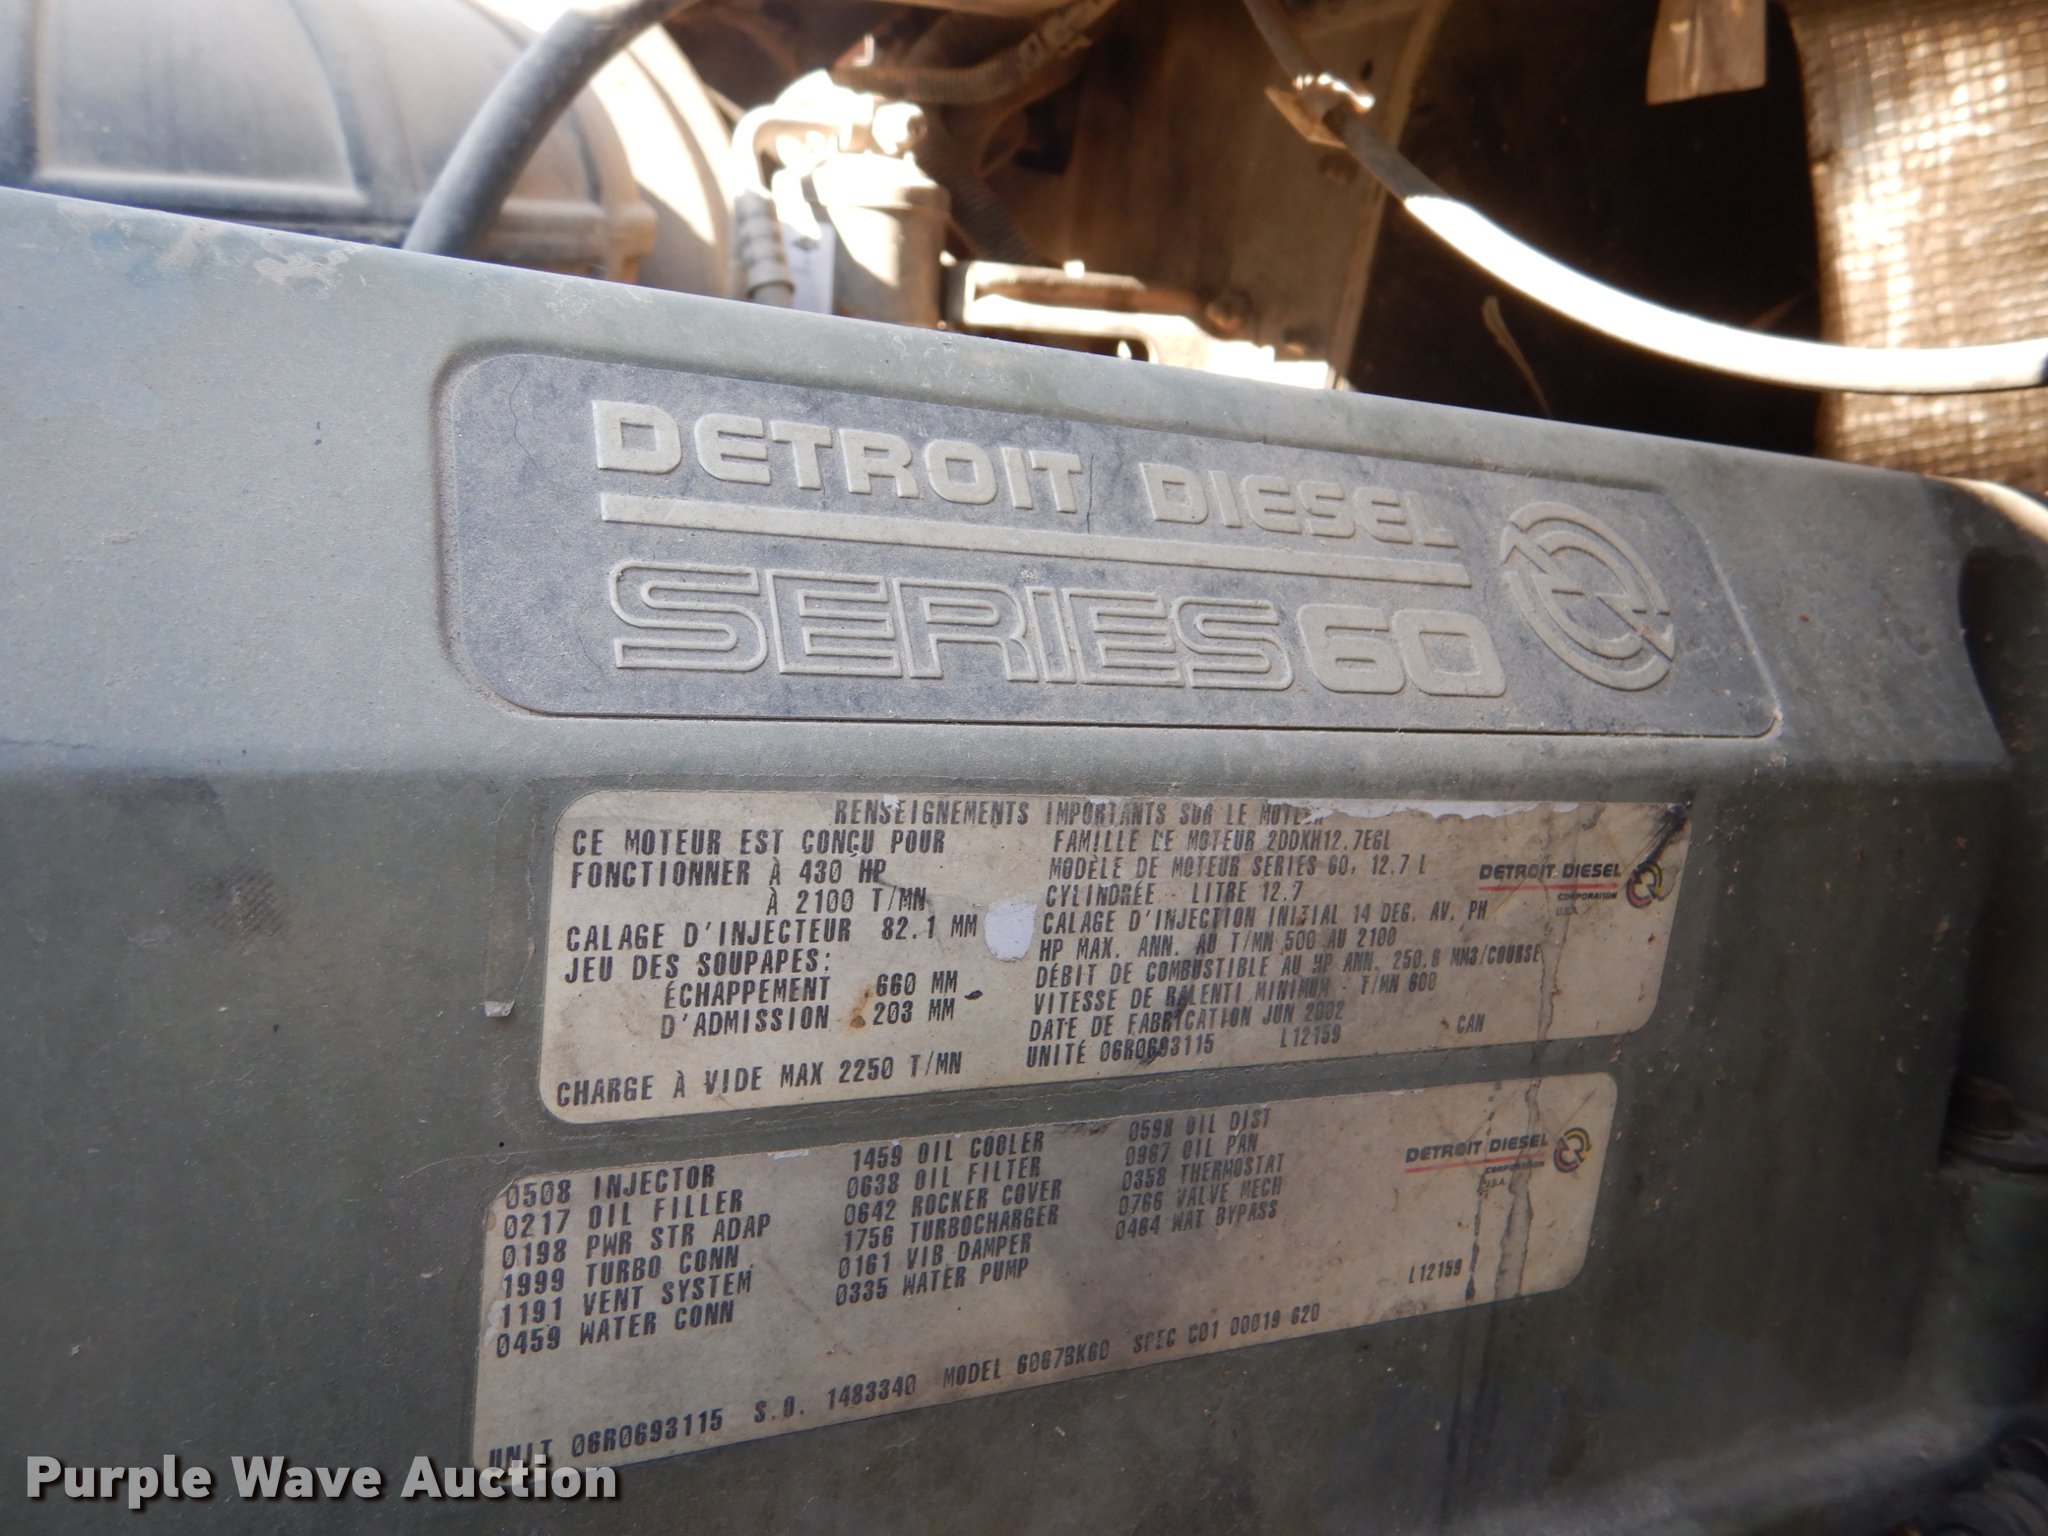 DETROIT DIESEL
SERIES 60
RENSEIGNEMENTS IMPORTANTS SUR LE MOTEUR
CE MOTEUR EST CONÇU POUR
FONCTIONNER À 430 HP
À 2100 T/MN
CALAGE D'INJECTEUR 82.1 MM
JEU DES SOUPAPES:
ÉCHAPPEMENT .660 MM
D'ADMISSION .203 MM
CHARGE À VIDE MAX 2250 T/MN
FAMILLE DE MOTEUR 2DDXH12.7EGL
MODÈLE DE MOTEUR SERIES 60, 12.7 L
CYLINDRÉE - LITRE 12.7
CALAGE D'INJECTION INITIAL 14 DEG. AV. PH
HP MAX. ANN. AU T/MN 500 AU 2100
DÉBIT DE COMBUSTIBLE AU HP ANN. 250.8 MM3/COURSE
VITESSE DE RALENTI MINIMUM - T/MN 600
DATE DE FABRICATION JUN 2002
UNITÉ 06R0693115 L12159 CAN
DETROIT DIESEL
CORPORATION
U.S.A.
0508 INJECTOR
0217 OIL FILLER
0198 PWR STR ADAP
1999 TURBO CONN
1191 VENT SYSTEM
0459 WATER CONN
1459 OIL COOLER
0638 OIL FILTER
0642 ROCKER COVER
1756 TURBOCHARGER
0161 VIB DAMPER
0335 WATER PUMP
0598 OIL DIST
0967 OIL PAN
0358 THERMOSTAT
0766 VALVE MECH
0464 WAT BYPASS
DETROIT DIESEL
CORPORATION
U.S.A.
L12159
UNIT 06R0693115 S.O. 1483340 MODEL 6067BK60 SPEC C01 00019 620
Purple Wave Auction